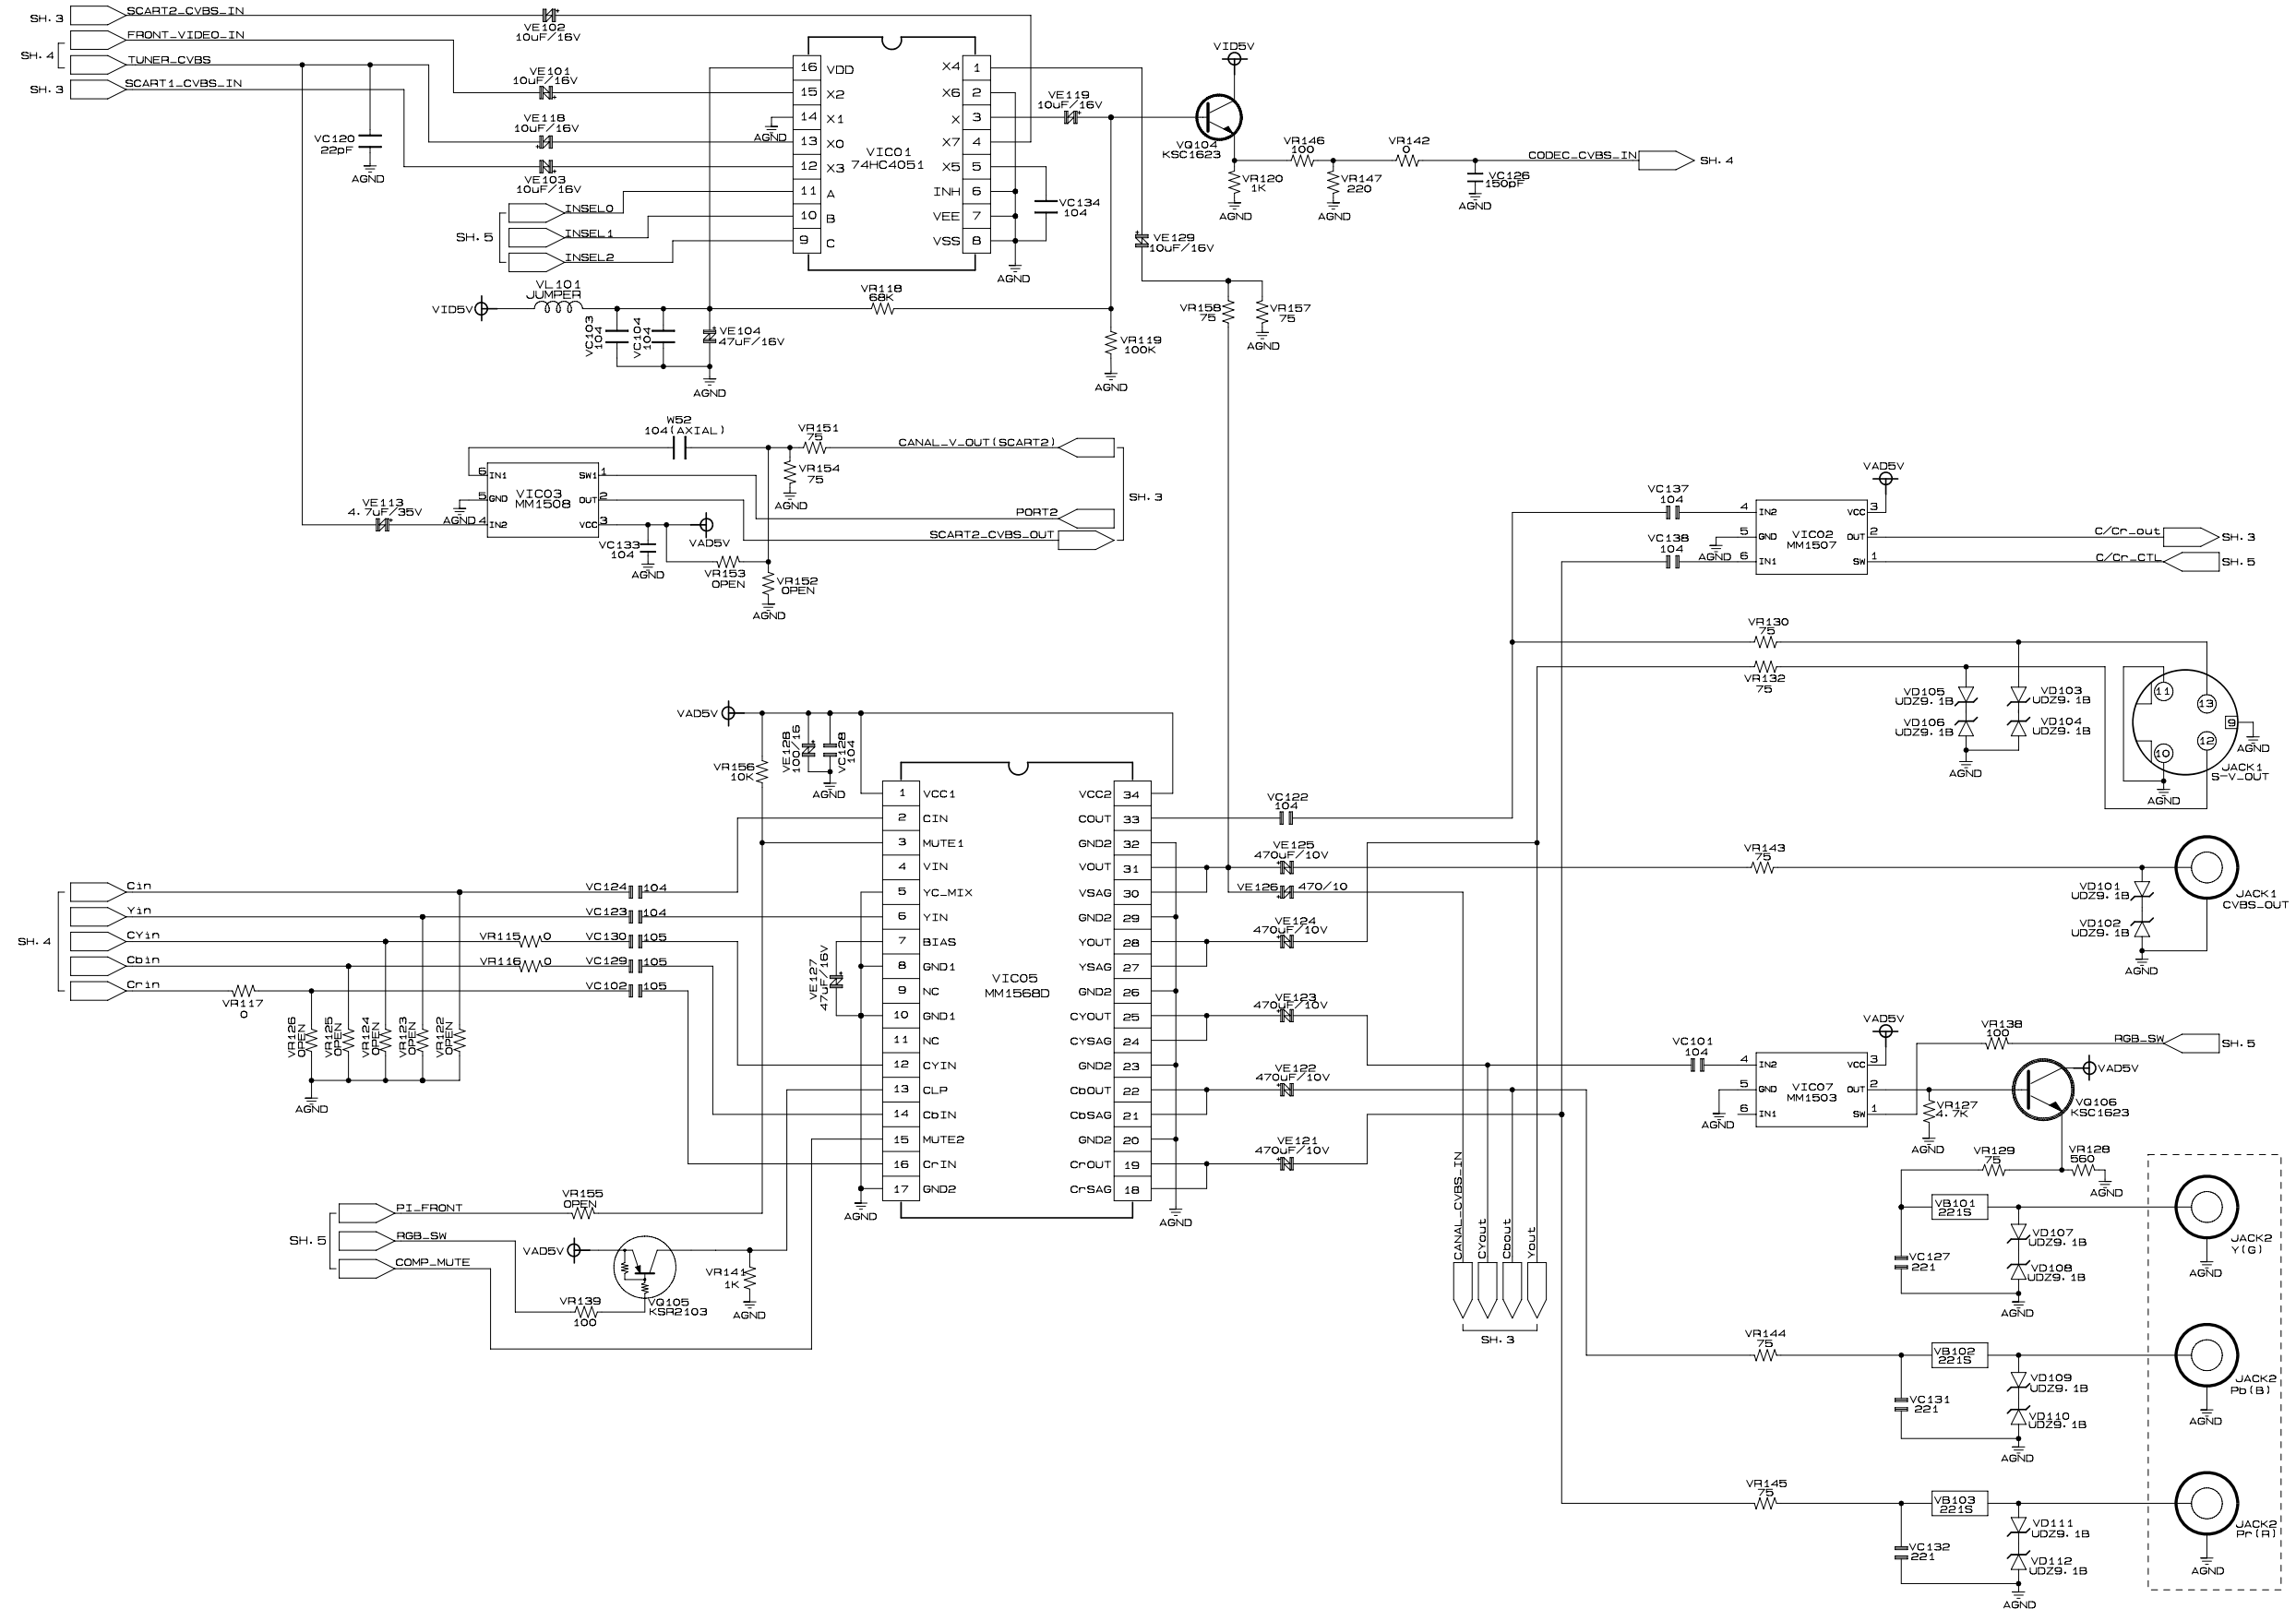 SH.3
SCART2_CVBS_IN
FRONT_VIDEO_IN
SH.4
TUNER_CVBS
SH.3
SCART1_CVBS_IN
VE102
10uF/16V
VE101
10uF/16V
VE118
10uF/16V
VE103
10uF/16V
VC120
22pF
AGND
INSEL0
INSEL1
INSEL2
SH.5
16 VDD
15 X2
14 X1
13 X0
12 X3
11 A
10 B
9 C
AGND
VIC01
74HC4051
X4 1
X6 2
X 3
X7 4
X5 5
INH 6
VEE 7
VSS 8
AGND
VC134
104
VE119
10uF/16V
VID5V
VQ104
KSC1623
VR120
1K
AGND
VR146
100
VR147
220
AGND
VR142
0
VC126
150pF
AGND
CODEC_CVBS_IN
SH.4
VE129
10uF/16V
VR158
75
VR157
75
AGND
VID5V
VL101
JUMPER
VC103
104
VC104
104
VE104
47uF/16V
AGND
VR118
68K
VR119
100K
AGND
W52
104(AXIAL)
VR151
75
VR154
75
AGND
CANAL_V_OUT(SCART2)
PORT2
SCART2_CVBS_OUT
SH.3
VE113
4.7uF/35V
AGND
6 IN1
5 GND
4 IN2
VIC03
MM1508
SW1 1
OUT 2
VCC 3
VAD5V
VC133
104
AGND
VR153
OPEN
VR152
OPEN
AGND
VC137
104
VC138
104
AGND
4 IN2
5 GND
6 IN1
VIC02
MM1507
VCC 3
OUT 2
SW 1
VAD5V
C/Cr_out
SH.3
C/Cr_CTL
SH.5
VR130
75
VR132
75
VD105
UDZ9.1B
VD106
UDZ9.1B
VD103
UDZ9.1B
VD104
UDZ9.1B
AGND
11
13
9
12
10
AGND
AGND
JACK1
S-V_OUT
VAD5V
VR156
10K
VE128
100/16
VC128
104
AGND
1 VCC1
2 CIN
3 MUTE1
4 VIN
5 YC_MIX
6 YIN
7 BIAS
8 GND1
9 NC
10 GND1
11 NC
12 CYIN
13 CLP
14 CbIN
15 MUTE2
16 CrIN
17 GND2
AGND
VIC05
MM1568D
VCC2 34
COUT 33
GND2 32
VOUT 31
VSAG 30
GND2 29
YOUT 28
YSAG 27
GND2 26
CYOUT 25
CYSAG 24
GND2 23
CbOUT 22
CbSAG 21
GND2 20
CrOUT 19
CrSAG 18
AGND
VE127
47uF/16V
VC122
104
VE125
470uF/10V
VE126 470/10
VE124
470uF/10V
VE123
470uF/10V
VE122
470uF/10V
VE121
470uF/10V
SH.4
Cin
Yin
CYin
Cbin
Crin
VC124 104
VC123 104
VR115 0
VC130 105
VR116 0
VC129 105
VR117
0
VC102 105
VR126
OPEN
VR125
OPEN
VR124
OPEN
VR123
OPEN
VR122
OPEN
AGND
SH.5
PI_FRONT
RGB_SW
COMP_MUTE
VR155
OPEN
VAD5V
VR139
100
VQ105
KSR2103
VR141
1K
AGND
CANAL_CVBS_IN
CYout
Cbout
Yout
SH.3
VR143
75
VD101
UDZ9.1B
VD102
UDZ9.1B
AGND
JACK1
CVBS_OUT
VC101
104
AGND
4 IN2
5 GND
6 IN1
VIC07
MM1503
VCC 3
OUT 2
SW 1
VAD5V
VR138
100
RGB_SW
SH.5
VAD5V
VQ106
KSC1623
VR127
4.7K
AGND
VR129
75
VR128
560
AGND
VB101
221S
VC127
221
VD107
UDZ9.1B
VD108
UDZ9.1B
AGND
JACK2
Y(G)
AGND
VR144
75
VB102
221S
VC131
221
VD109
UDZ9.1B
VD110
UDZ9.1B
AGND
JACK2
Pb(B)
AGND
VR145
75
VB103
221S
VC132
221
VD111
UDZ9.1B
VD112
UDZ9.1B
AGND
JACK2
Pr(R)
AGND